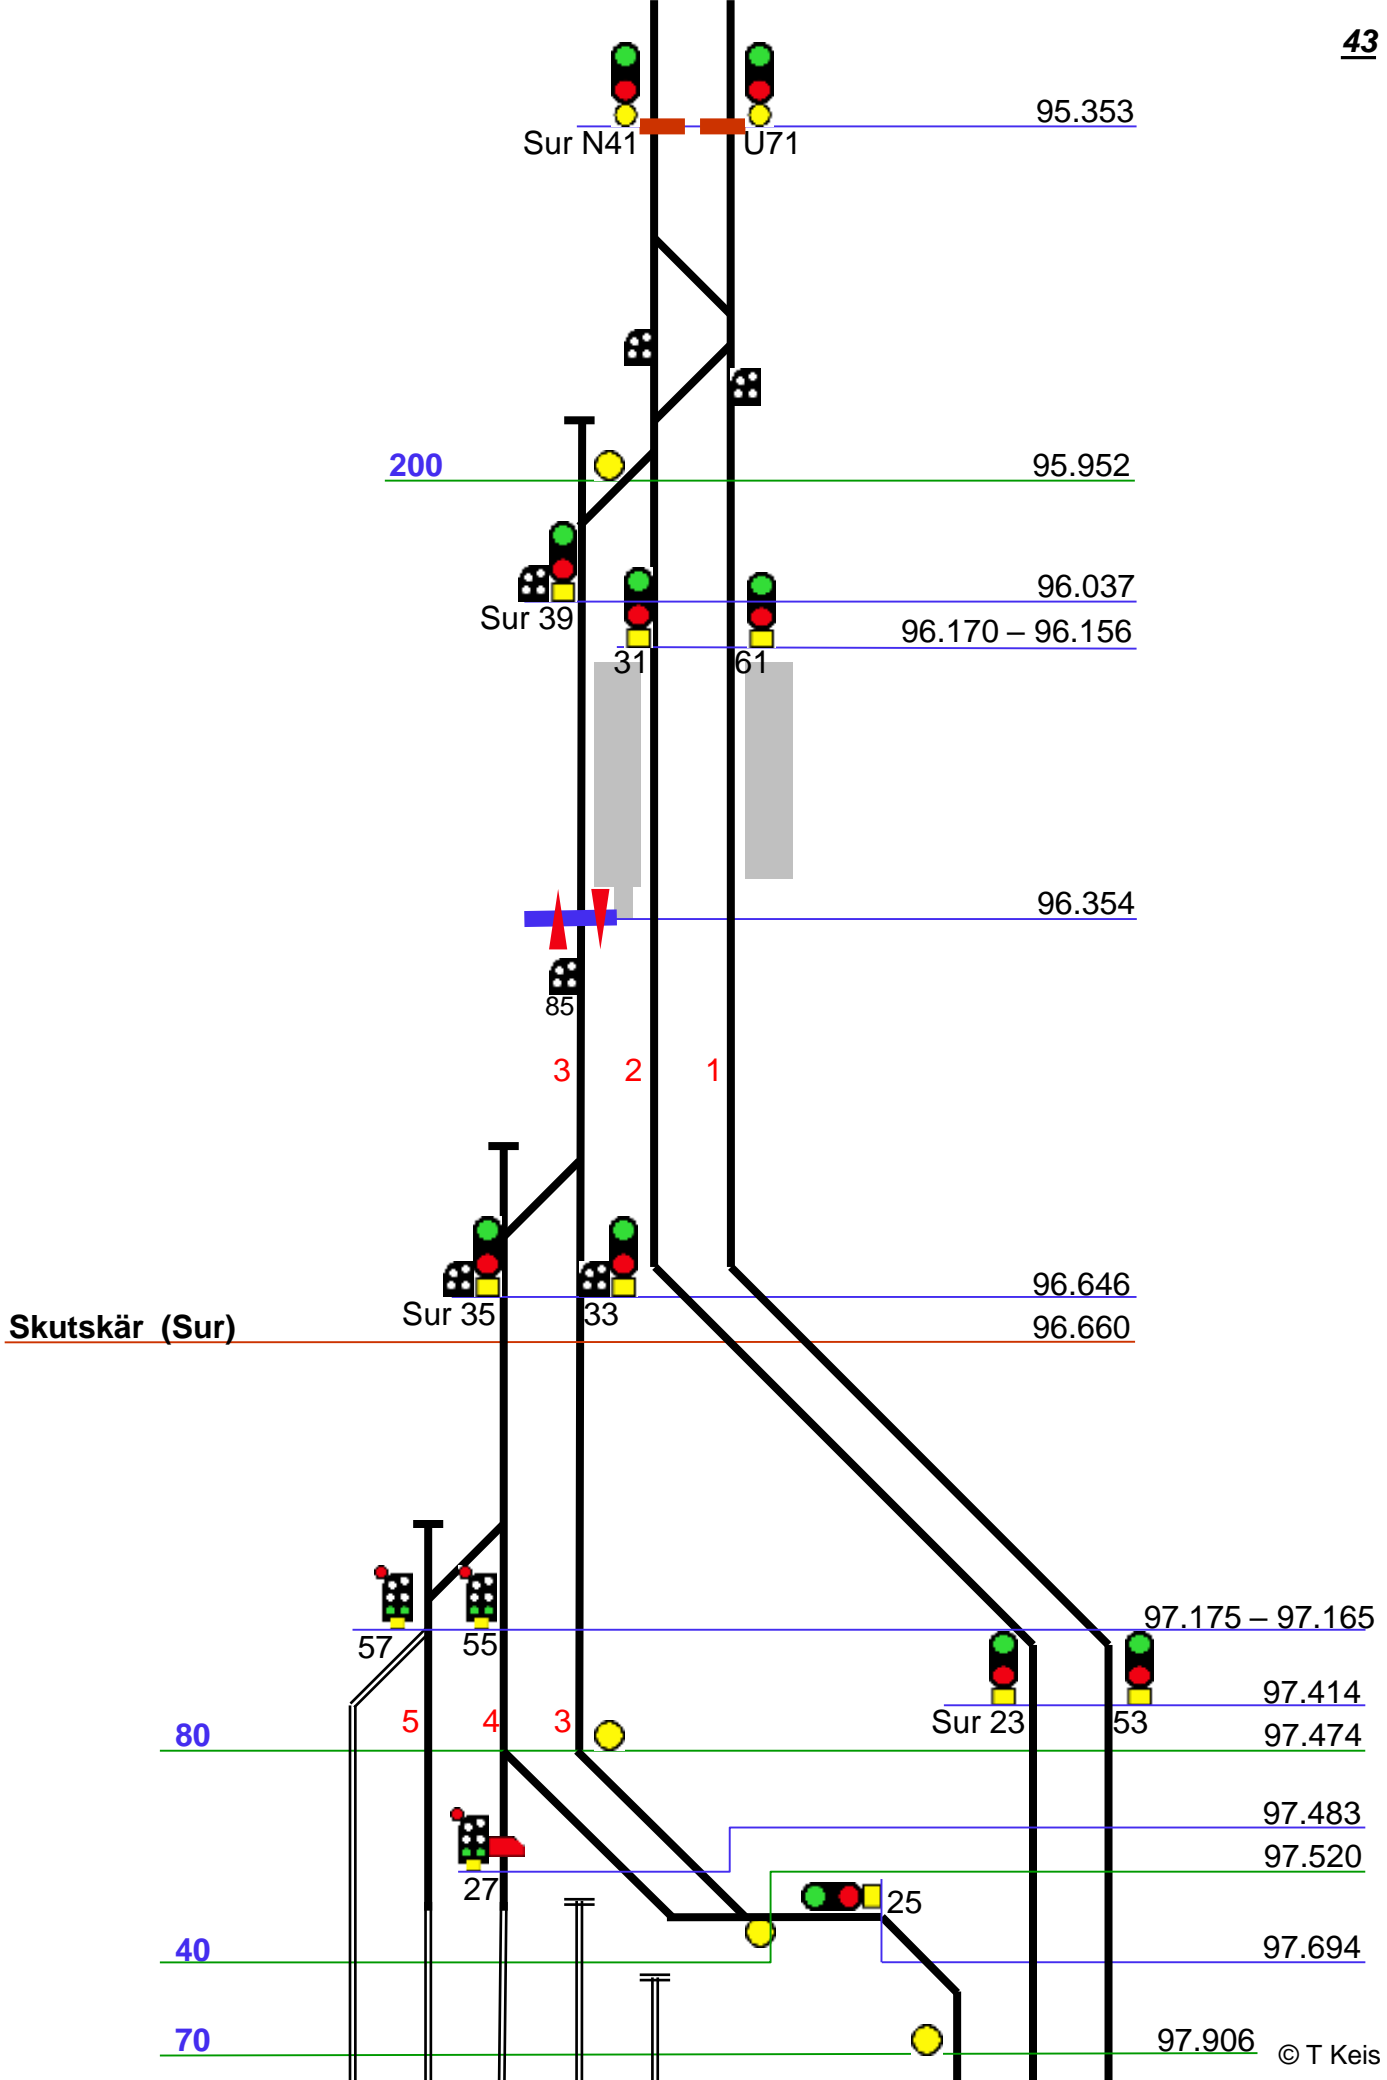 43
95.353
Sur N41 U71
200 95.952
96.037
Sur 39
96.170 – 96.156
31 61
96.354
85
3 2 1
96.646
Sur 35 33
Skutskär (Sur) 96.660
97.175 – 97.165
57 55
97.414
5 4 3 Sur 23 53
80 97.474
97.483
97.520
27 25
40 97.694
70 97.906
© T Keis